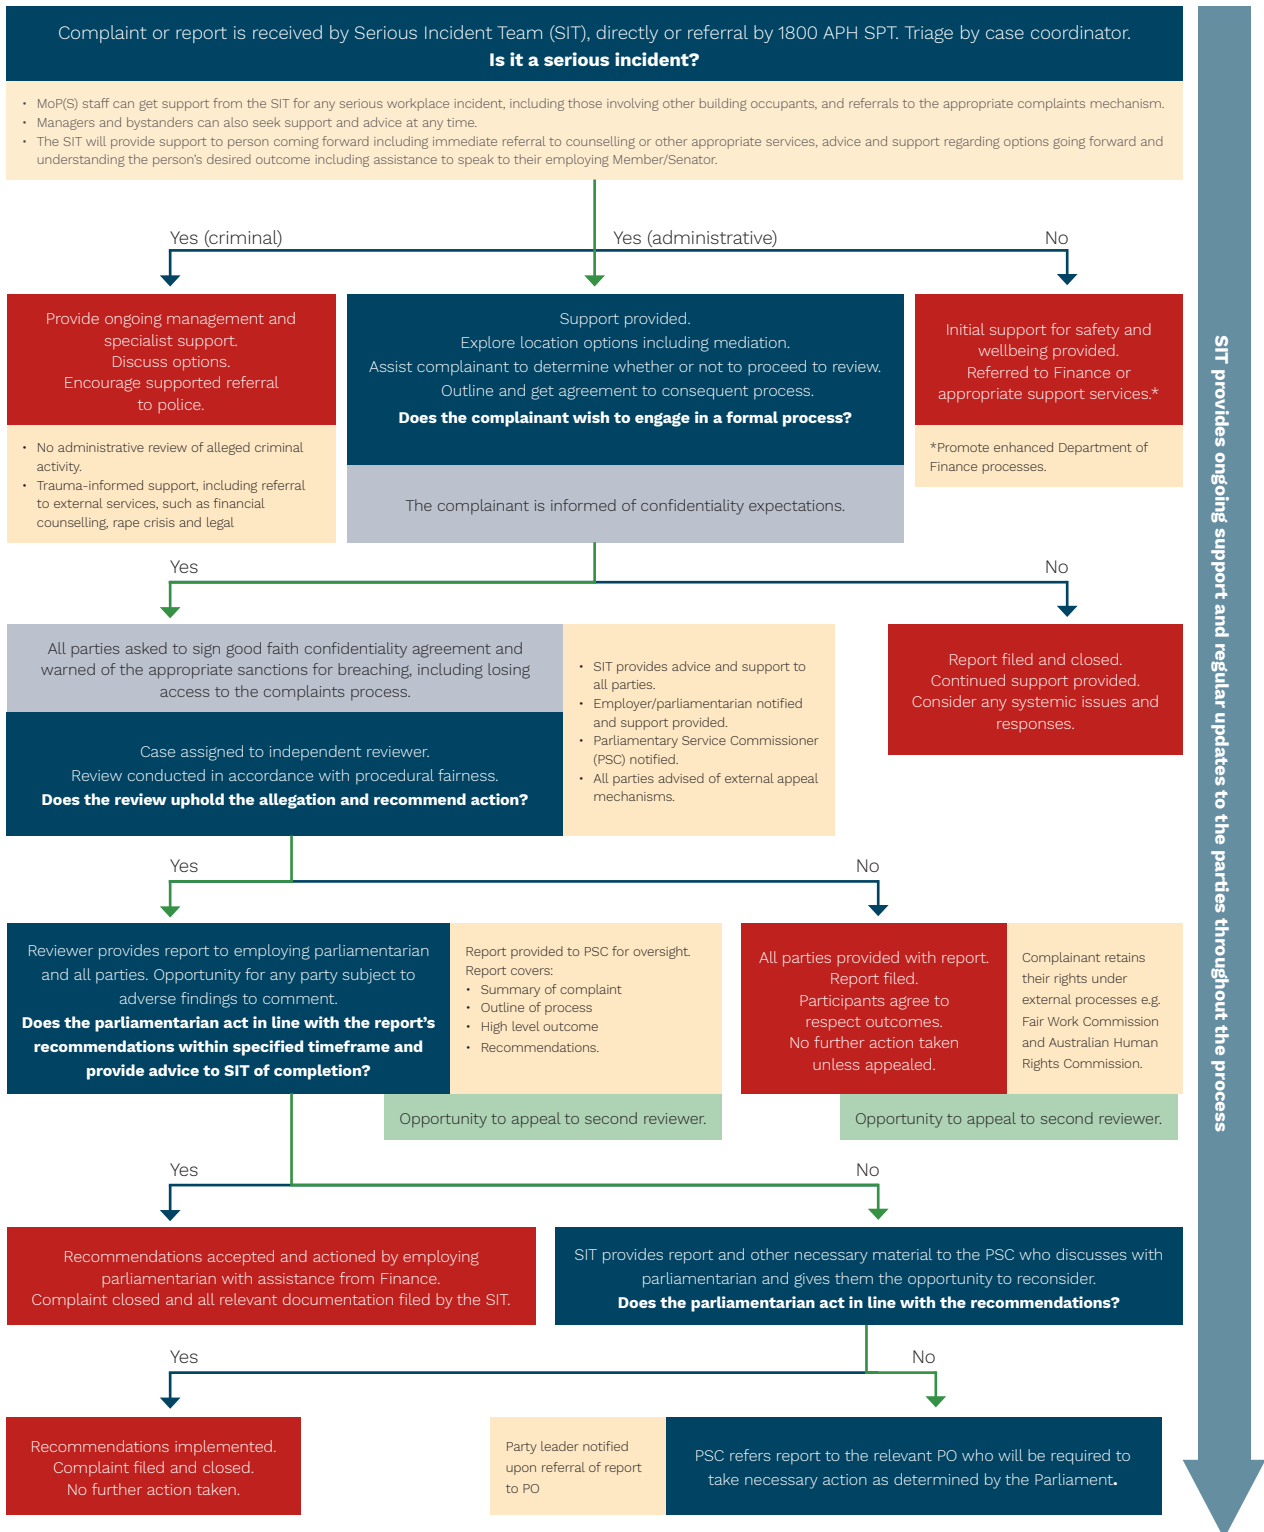 Complaint or report is received by Serious Incident Team (SIT), directly or referral by 1800 APH SPT. Triage by case coordinator.
Is it a serious incident?
• MoP(S) staff can get support from the SIT for any serious workplace incident, including those involving other building occupants, and referrals to the appropriate complaints mechanism.
• Managers and bystanders can also seek support and advice at any time.
• The SIT will provide support to person coming forward including immediate referral to counselling or other appropriate services, advice and support regarding options going forward and
understanding the person's desired outcome including assistance to speak to their employing Member/Senator.
Yes (criminal)
Yes (administrative)
No
Provide ongoing management and
specialist support.
Discuss options.
Encourage supported referral
to police.
• No administrative review of alleged criminal
activity.
• Trauma-informed support, including referral
to external services, such as financial
counselling, rape crisis and legal
Support provided.
Explore location options including mediation.
Assist complainant to determine whether or not to proceed to review.
Outline and get agreement to consequent process.
Does the complainant wish to engage in a formal process?
The complainant is informed of confidentiality expectations.
Initial support for safety and
wellbeing provided.
Referred to Finance or
appropriate support services.*
*Promote enhanced Department of
Finance processes.
Yes
No
All parties asked to sign good faith confidentiality agreement and
warned of the appropriate sanctions for breaching, including losing
access to the complaints process.
Case assigned to independent reviewer.
Review conducted in accordance with procedural fairness.
Does the review uphold the allegation and recommend action?
• SIT provides advice and support to
all parties.
• Employer/parliamentarian notified
and support provided.
• Parliamentary Service Commissioner
(PSC) notified.
• All parties advised of external appeal
mechanisms.
Report filed and closed.
Continued support provided.
Consider any systemic issues and
responses.
Yes
No
Reviewer provides report to employing parliamentarian
and all parties. Opportunity for any party subject to
adverse findings to comment.
Does the parliamentarian act in line with the report's
recommendations within specified timeframe and
provide advice to SIT of completion?
Report provided to PSC for oversight.
Report covers:
• Summary of complaint
• Outline of process
• High level outcome
• Recommendations.
Opportunity to appeal to second reviewer.
All parties provided with report.
Report filed.
Participants agree to
respect outcomes.
No further action taken
unless appealed.
Complainant retains
their rights under
external processes e.g.
Fair Work Commission
and Australian Human
Rights Commission.
Opportunity to appeal to second reviewer.
Yes
No
Recommendations accepted and actioned by employing
parliamentarian with assistance from Finance.
Complaint closed and all relevant documentation filed by the SIT.
SIT provides report and other necessary material to the PSC who discusses with
parliamentarian and gives them the opportunity to reconsider.
Does the parliamentarian act in line with the recommendations?
Yes
No
Recommendations implemented.
Complaint filed and closed.
No further action taken.
Party leader notified
upon referral of report
to PO
PSC refers report to the relevant PO who will be required to
take necessary action as determined by the Parliament.
SIT provides ongoing support and regular updates to the parties throughout the process